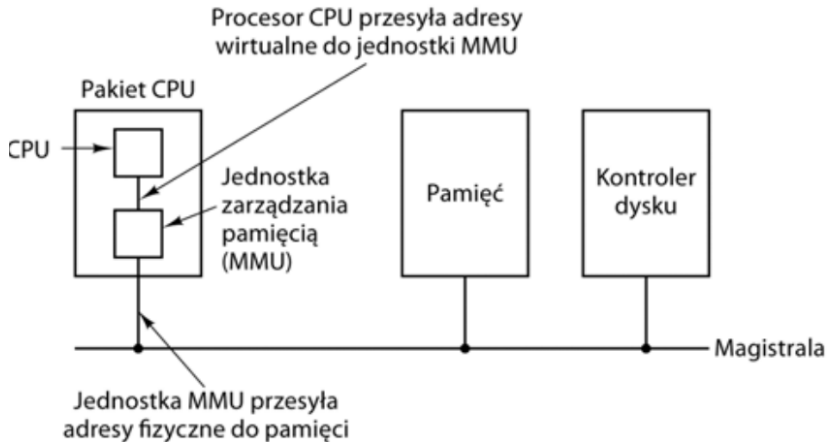 Procesor CPU przesyła adresy
wirtualne do jednostki MMU
Pakiet CPU
CPU
Jednostka
zarządzania
pamięcią
(MMU)
Pamięć
Kontroler
dysku
Magistrala
Jednostka MMU przesyła
adresy fizyczne do pamięci